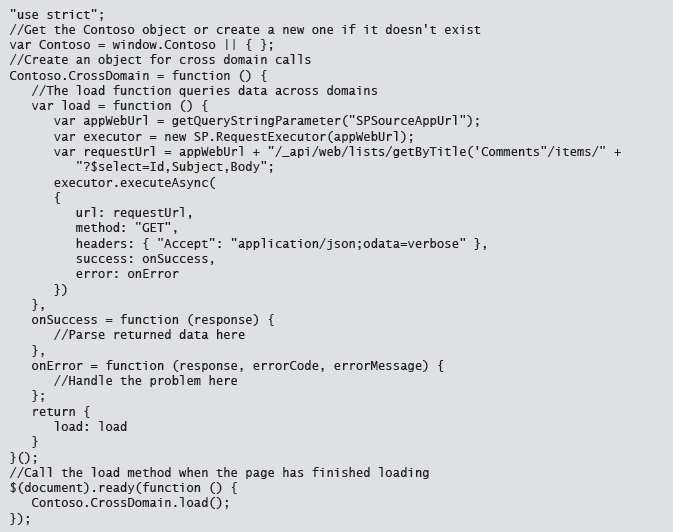 "use strict";
//Get the Contoso object or create a new one if it doesn't exist
var Contoso = window.Contoso || { };
//Create an object for cross domain calls
Contoso.CrossDomain = function () {
   //The load function queries data across domains
   var load = function () {
      var appWebUrl = getQueryStringParameter("SPSourceAppUrl");
      var executor = new SP.RequestExecutor(appWebUrl);
      var requestUrl = appWebUrl + "/_api/web/lists/getByTitle('Comments"/items/" +
         "?$select=Id,Subject,Body";
      executor.executeAsync(
      {
         url: requestUrl,
         method: "GET",
         headers: { "Accept": "application/json;odata=verbose" },
         success: onSuccess,
         error: onError
      })
   },
   onSuccess = function (response) {
      //Parse returned data here
   },
   onError = function (response, errorCode, errorMessage) {
      //Handle the problem here
   };
   return {
      load: load
   }
}();
//Call the load method when the page has finished loading
$(document).ready(function () {
   Contoso.CrossDomain.load();
});